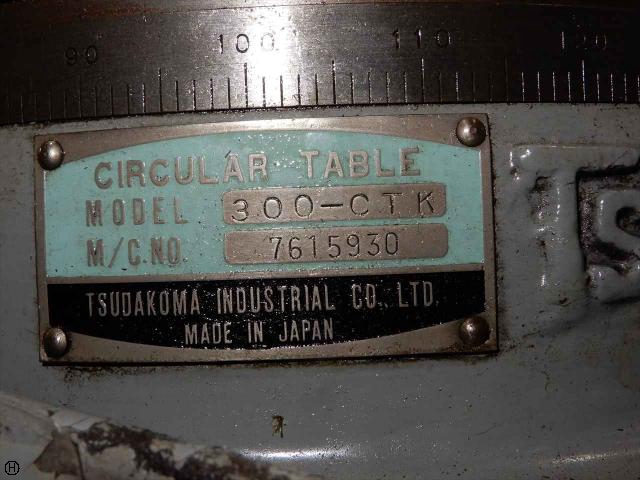 90 100 110 120
CIRCULAR TABLE
MODEL 300-CTK
M/C.NO. 7615930
TSUDAKOMA INDUSTRIAL CO., LTD.
MADE IN JAPAN
H